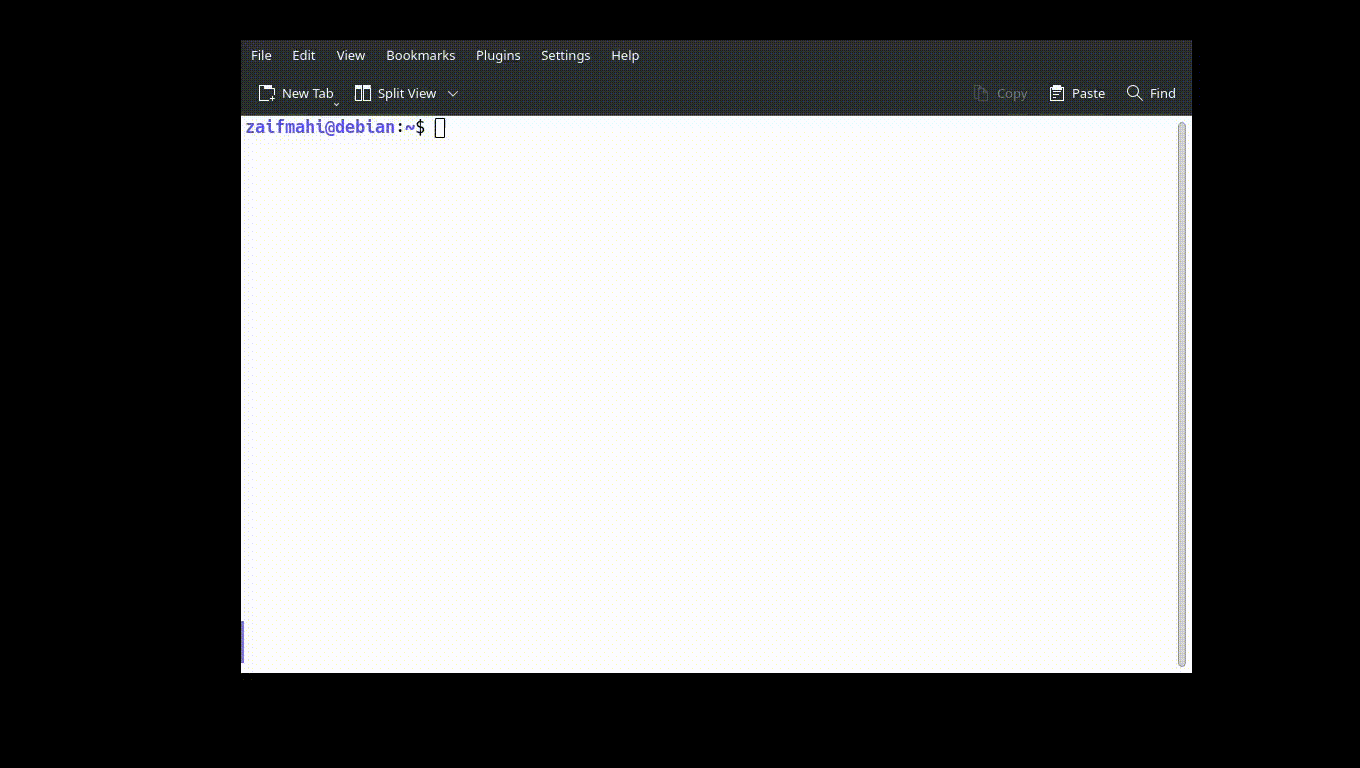 File Edit View Bookmarks Plugins Settings Help
New Tab Split View Copy Paste Find
zaifmahi@debian:~$